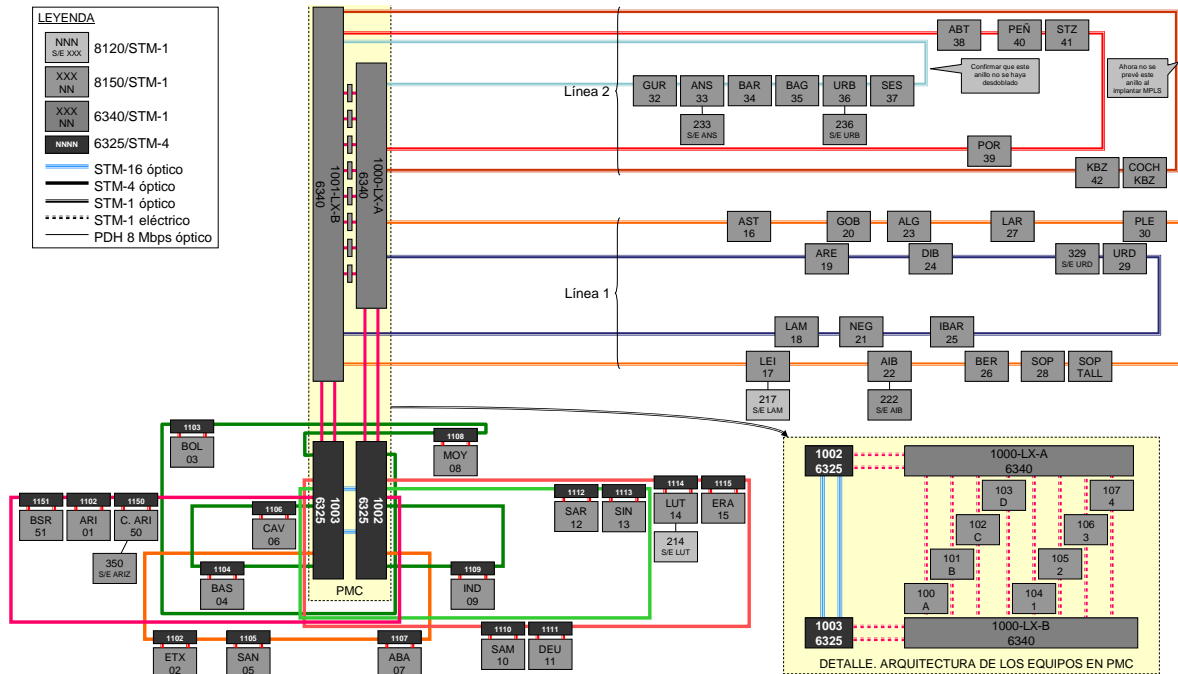 LEYENDA
NNN
S/E XXX
8120/STM-1
XXX
NN
8150/STM-1
XXX
NN
6340/STM-1
NNNN
6325/STM-4
STM-16 óptico
STM-4 óptico
STM-1 óptico
STM-1 eléctrico
PDH 8 Mbps óptico
1001-LX-B
6340
1000-LX-A
6340
Línea 2
ABT
38
PEÑ
40
STZ
41
Confirmar que este
anillo no se haya
desdoblado
Ahora no se
prevé este
anillo al
implantar MPLS
GUR
32
ANS
33
BAR
34
BAG
35
URB
36
SES
37
233
S/E ANS
236
S/E URB
POR
39
KBZ
42
COCH
KBZ
Línea 1
AST
16
GOB
20
ALG
23
LAR
27
PLE
30
ARE
19
DIB
24
329
S/E URD
URD
29
LAM
18
NEG
21
IBAR
25
LEI
17
AIB
22
BER
26
SOP
28
SOP
TALL
217
S/E LAM
222
S/E AIB
1103
BOL
03
1108
MOY
08
1003
6325
1002
6325
PMC
1151
BSR
51
1102
ARI
01
1150
C. ARI
50
350
S/E ARIZ
1106
CAV
06
1104
BAS
04
1109
IND
09
1112
SAR
12
1113
SIN
13
1114
LUT
14
1115
ERA
15
214
S/E LUT
1102
ETX
02
1105
SAN
05
1107
ABA
07
1110
SAM
10
1111
DEU
11
1002
6325
1000-LX-A
6340
103
D
107
4
102
C
106
3
101
B
105
2
100
A
104
1
1003
6325
1000-LX-B
6340
DETALLE. ARQUITECTURA DE LOS EQUIPOS EN PMC